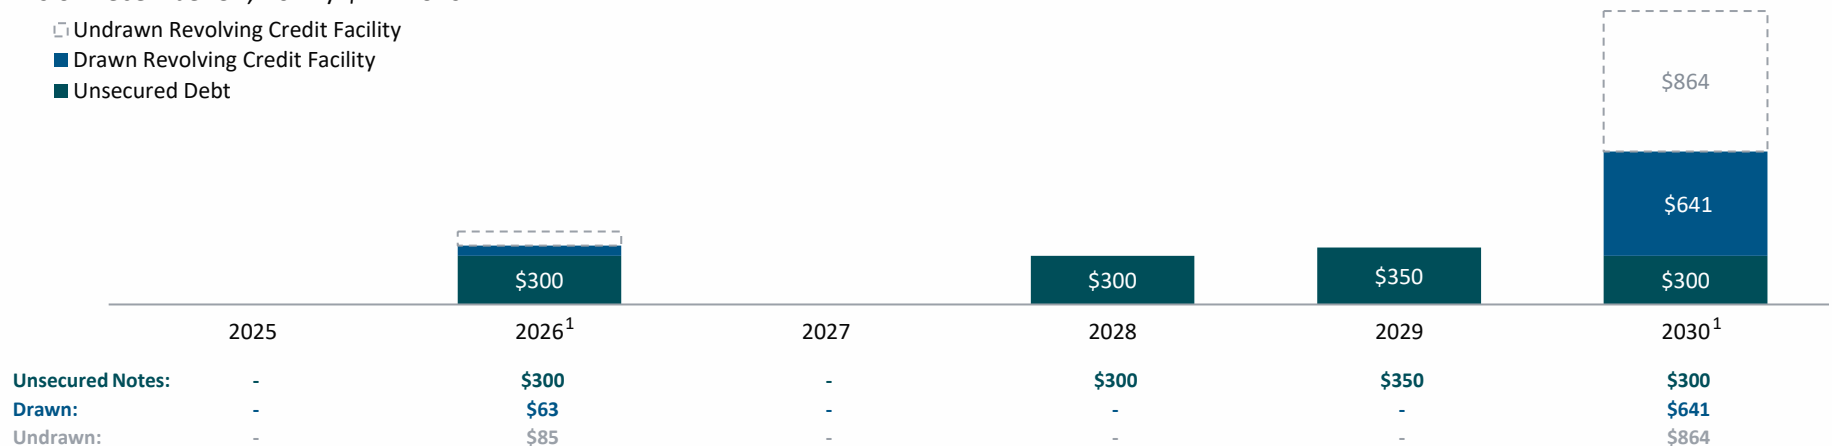 Undrawn Revolving Credit Facility
Drawn Revolving Credit Facility
Unsecured Debt
$864
$641
$300
$300
$350
$300
2025 2026¹ 2027 2028 2029 2030¹
Unsecured Notes: - $300 - $300 $350 $300
Drawn: - $63 - - - $641
Undrawn: - $85 - - - $864